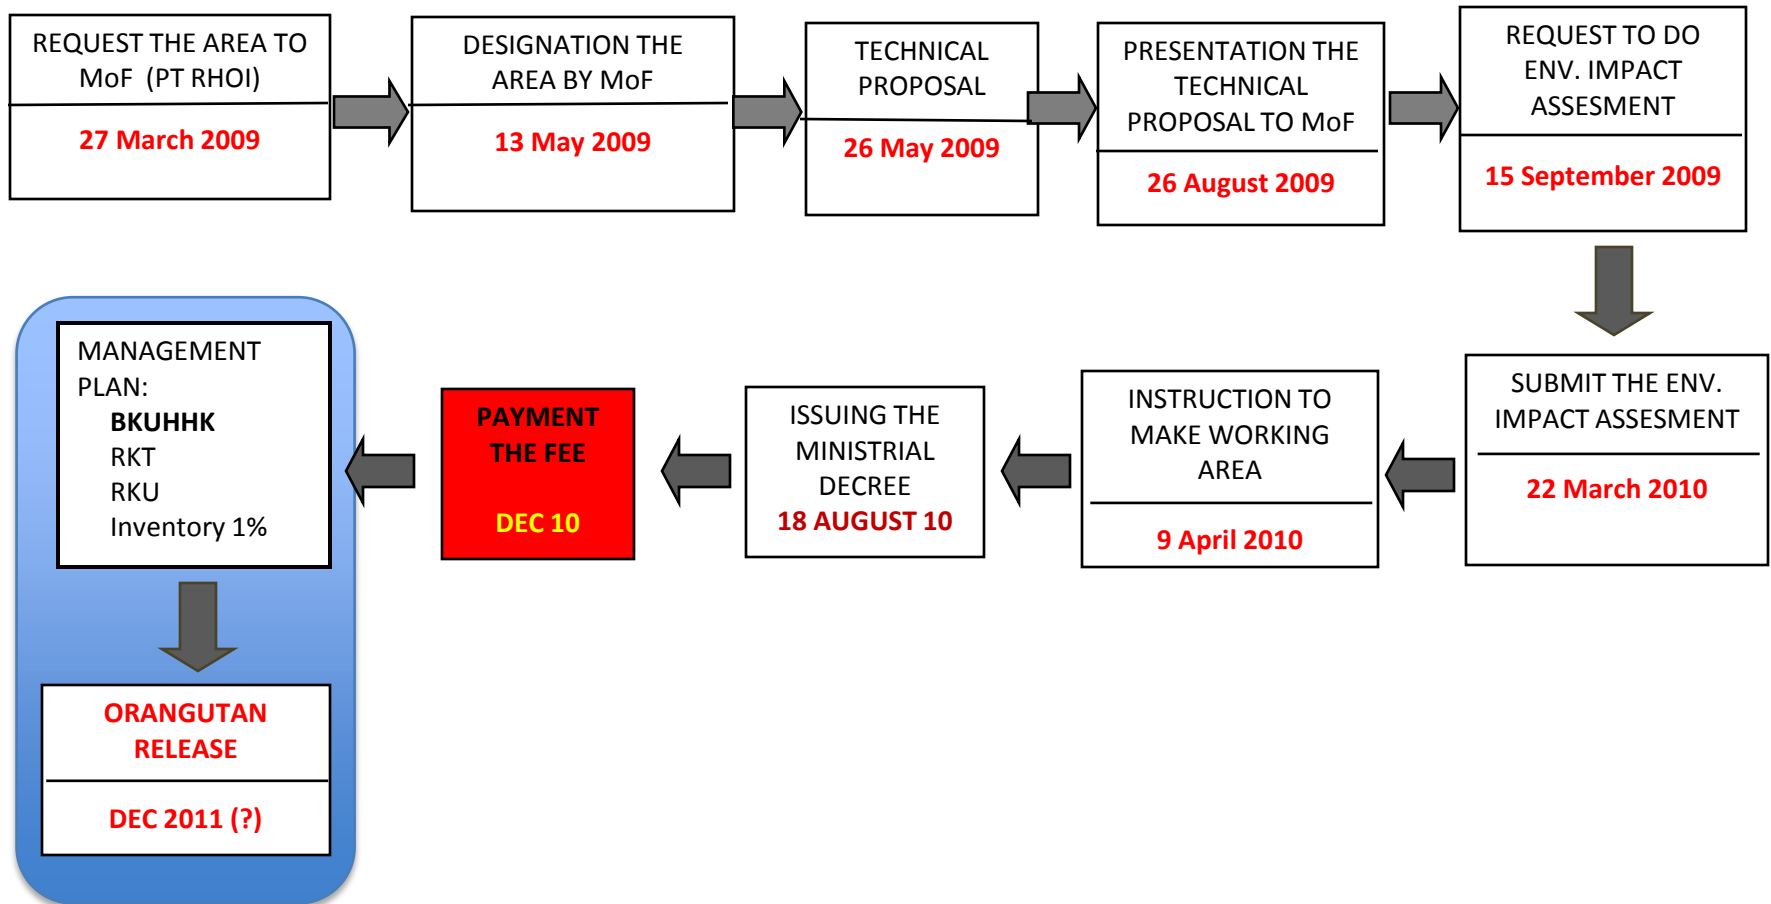 REQUEST THE AREA TO
MoF (PT RHOI)
27 March 2009
DESIGNATION THE
AREA BY MoF
13 May 2009
TECHNICAL
PROPOSAL
26 May 2009
PRESENTATION THE
TECHNICAL
PROPOSAL TO MoF
26 August 2009
REQUEST TO DO
ENV. IMPACT
ASSESMENT
15 September 2009
SUBMIT THE ENV.
IMPACT ASSESMENT
22 March 2010
INSTRUCTION TO
MAKE WORKING
AREA
9 April 2010
ISSUING THE
MINISTRIAL
DECREE
18 AUGUST 10
PAYMENT
THE FEE
DEC 10
MANAGEMENT
PLAN:
BKUHHK
RKT
RKU
Inventory 1%
ORANGUTAN
RELEASE
DEC 2011 (?)